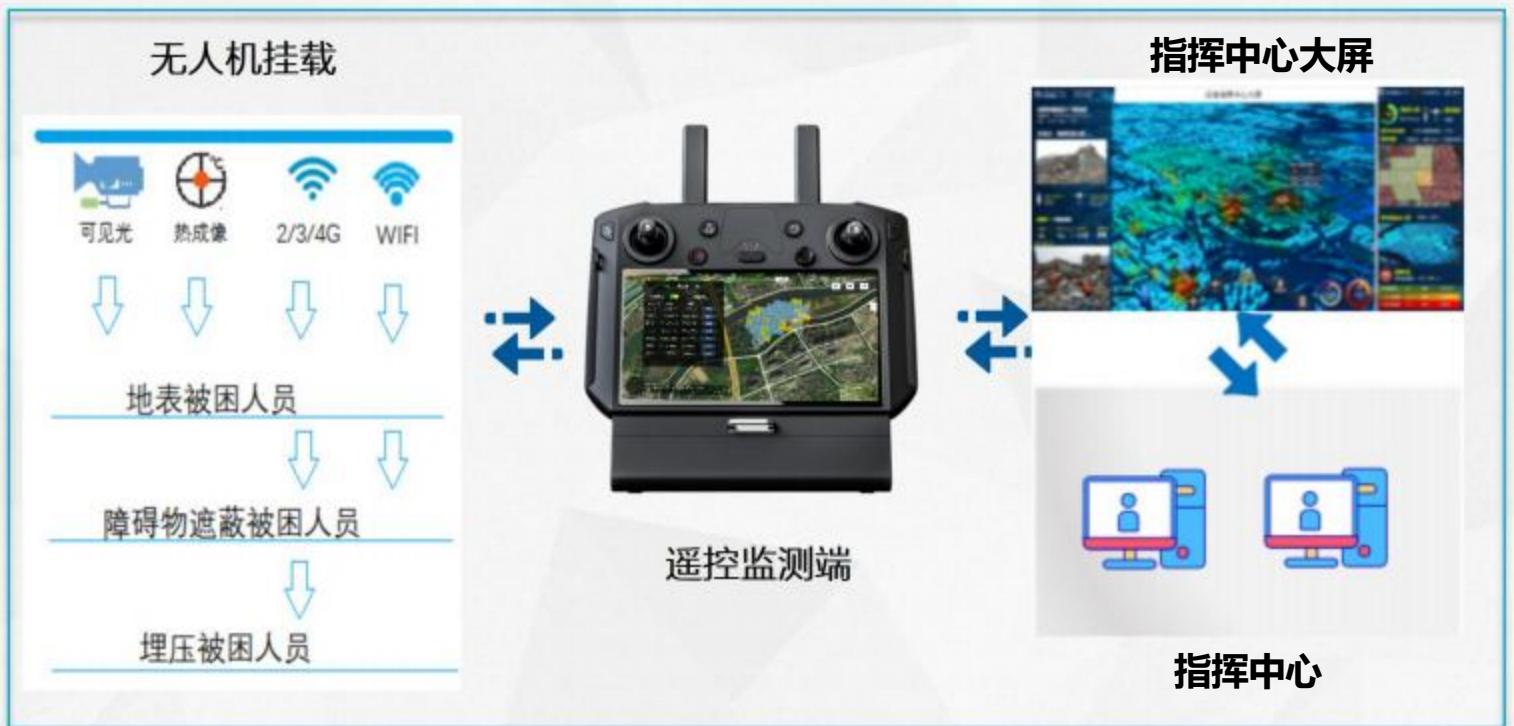 无人机挂载
指挥中心大屏
可见光
热成像
2/3/4G
WIFI
地表被困人员
障碍物遮蔽被困人员
埋压被困人员
遥控监测端
指挥中心